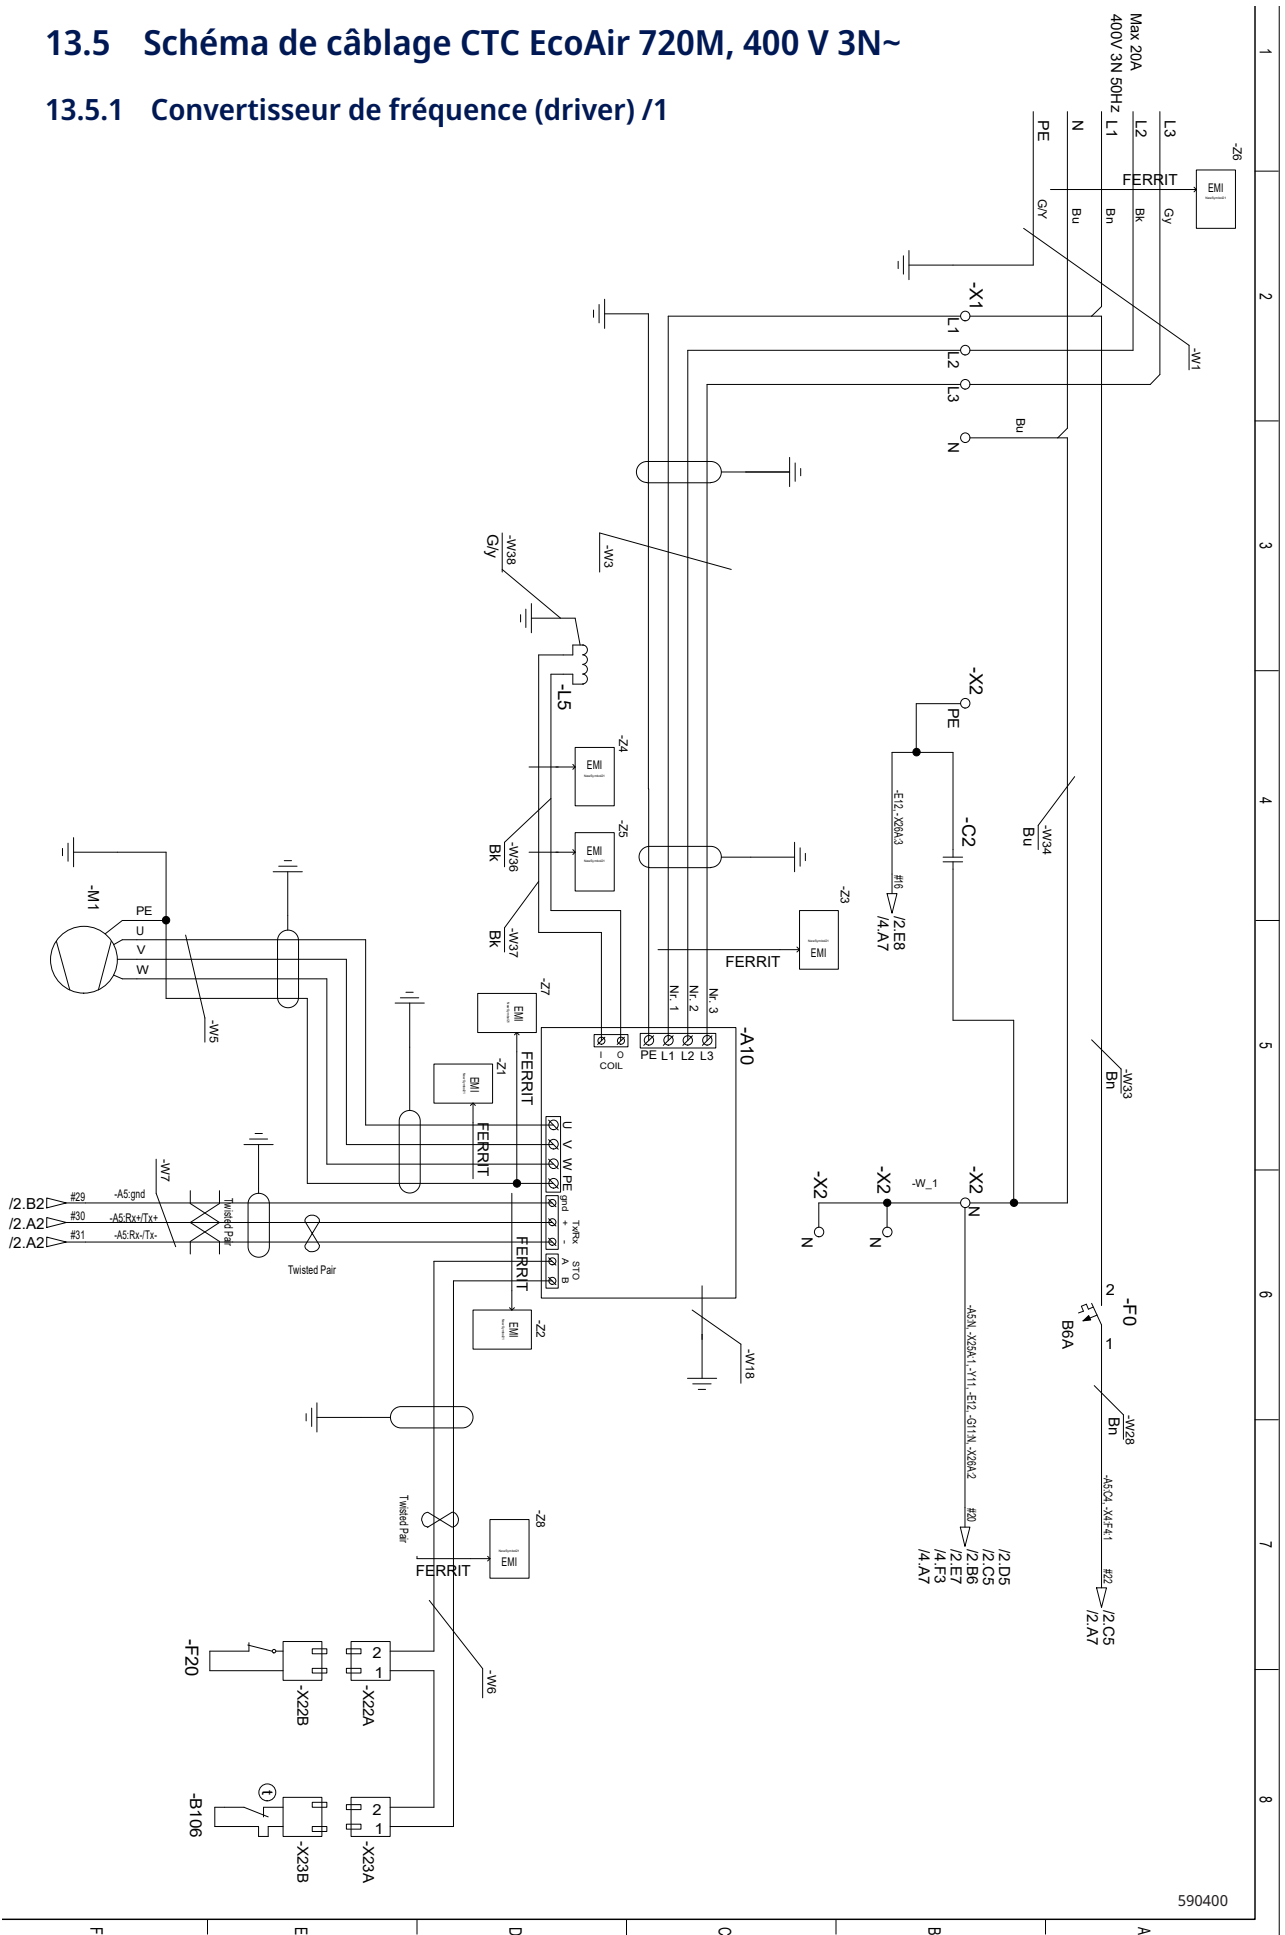 13.5 Schéma de câblage CTC EcoAir 720M, 400 V 3N~
13.5.1 Convertisseur de fréquence (driver) /1
Max 20A
400V 3N 50Hz
L3
L2
L1
N
PE
-Z6
EMI
FERRIT
Gy
Bk
Bn
Bu
G/Y
-W1
-X1
L1
L2
L3
N
Bu
-W3
-W38
G/y
-L5
-X2
PE
-Z4
EMI
-Z5
EMI
-W36
Bk
-W37
Bk
-C2
-E12, -X26A:3
#16
/2.E8
/4.A7
-W34
Bu
-Z3
EMI
FERRIT
-M1
PE
U
V
W
-W5
Nr. 1
Nr. 2
Nr. 3
-Z7
EMI
FERRIT
-Z1
EMI
FERRIT
-A10
I O
COIL
PE L1 L2 L3
U
V
W
PE
gnd
+
-
TxRx
A
B
STO
-W33
Bn
-W7
/2.B2
#29
-A5:gnd
/2.A2
#30
-A5:Rx+/Tx+
/2.A2
#31
-A5:Rx-/Tx-
Twisted Pair
Twisted Pair
FERRIT
-Z2
EMI
-W18
-X2
N
-X2
N
-W_1
-X2
N
-A5:N, -X25A:1, -Y11, -E12, -G11:N, -X26A:2
#20
/2.D5
/2.C5
/2.B6
/2.E7
/4.F3
/4.A7
2
-F0
1
B6A
-W28
Bn
-A5:C4, -X4:F4:1
#22
/2.C5
/2.A7
Twisted Pair
-Z8
EMI
FERRIT
-W6
-F20
-X22B
2
1
-X22A
-B106
t
-X23B
2
1
-X23A
590400
1
2
3
4
5
6
7
8
F
E
D
C
B
A